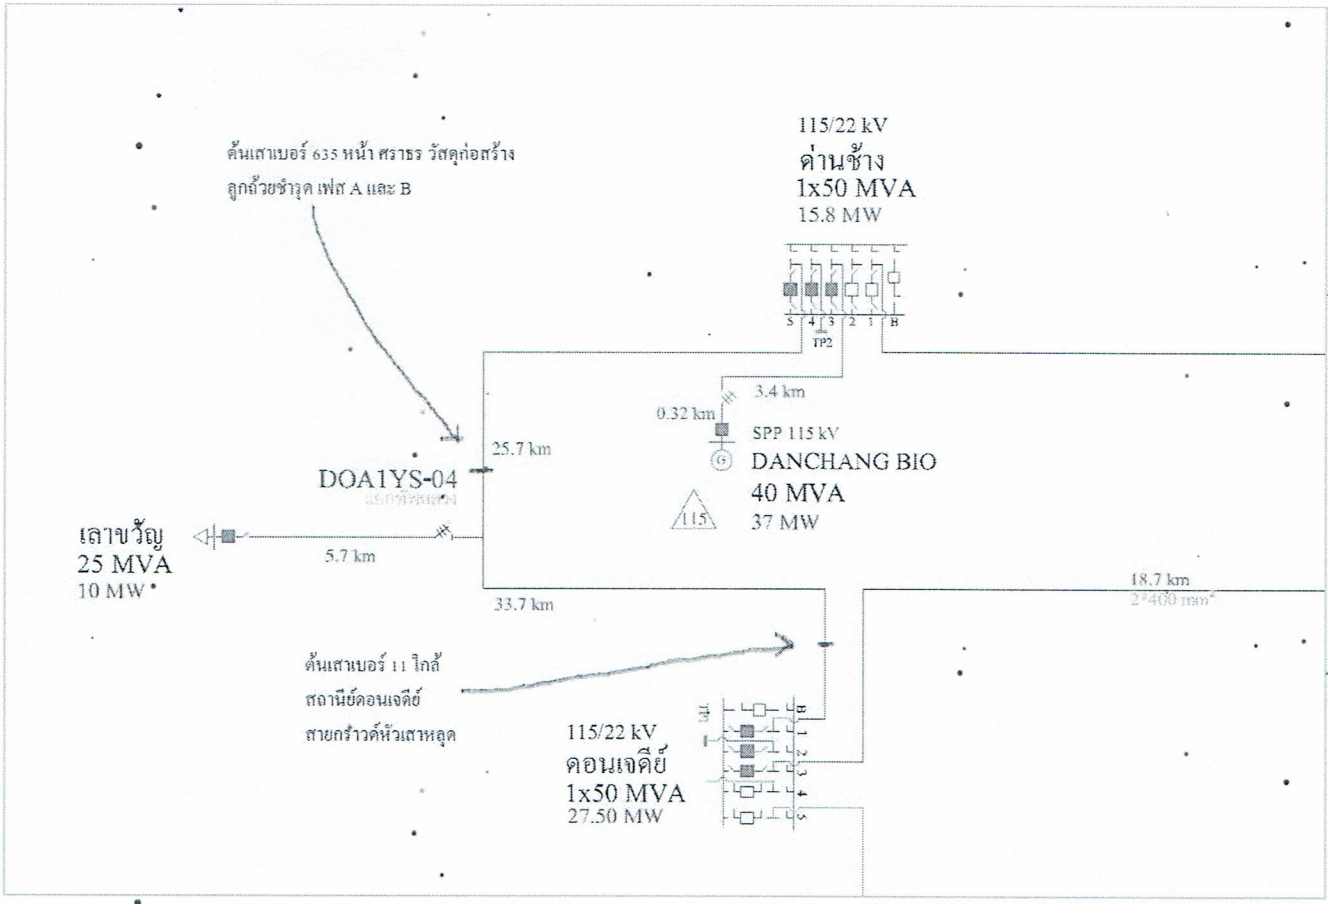 115/22 kV
ด่านช้าง
1x50 MVA
15.8 MW
ต้นเสาเบอร์ 635 หน้า ศราธร วัสดุก่อสร้าง
ลูกถ้วยชำรุด เฟส A และ B
5 4 3 2 1 B
TP2
3.4 km
0.32 km
SPP 115 kV
G
DANCHANG BIO
40 MVA
37 MW
115
25.7 km
DOA1YS-04
เลาขวัญ
25 MVA
10 MW
5.7 km
33.7 km
18.7 km
2*400 mm²
ต้นเสาเบอร์ 11 ใกล้
สถานีย์ดอนเจดีย์
สายกราวด์หัวเสาหลุด
115/22 kV
ดอนเจดีย์
1x50 MVA
27.50 MW
B
1
2
3
4
5